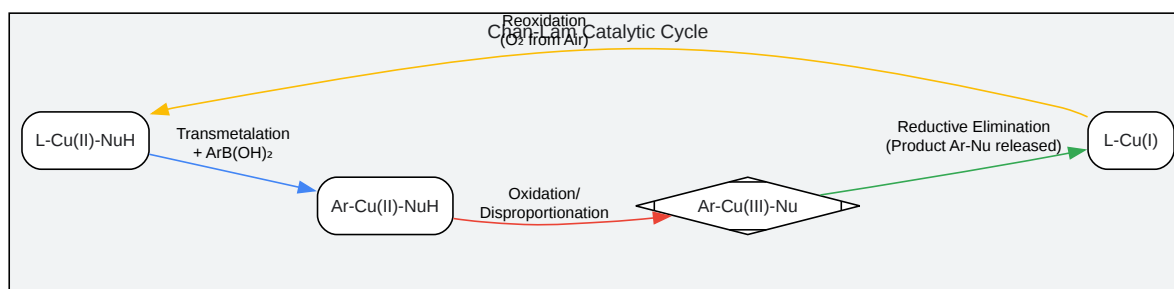 Reoxidation
(O₂ from Air)
Chan-Lam Catalytic Cycle
L-Cu(II)-NuH
Transmetalation
+ ArB(OH)₂
Ar-Cu(II)-NuH
Oxidation/
Disproportionation
Ar-Cu(III)-Nu
Reductive Elimination
(Product Ar-Nu released)
L-Cu(I)